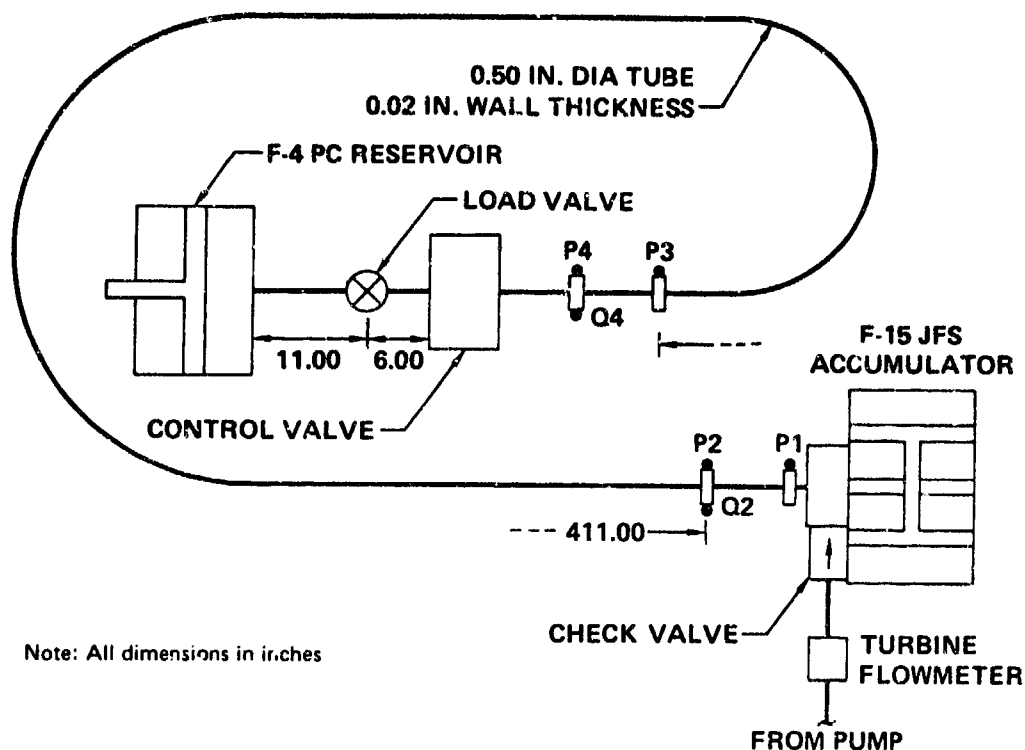 0.50 IN. DIA TUBE
0.02 IN. WALL THICKNESS
F-4 PC RESERVOIR
LOAD VALVE
P4
P3
Q4
11.00
6.00
F-15 JFS
ACCUMULATOR
CONTROL VALVE
P2
P1
Q2
411.00
CHECK VALVE
Note: All dimensions in inches
TURBINE
FLOWMETER
FROM PUMP